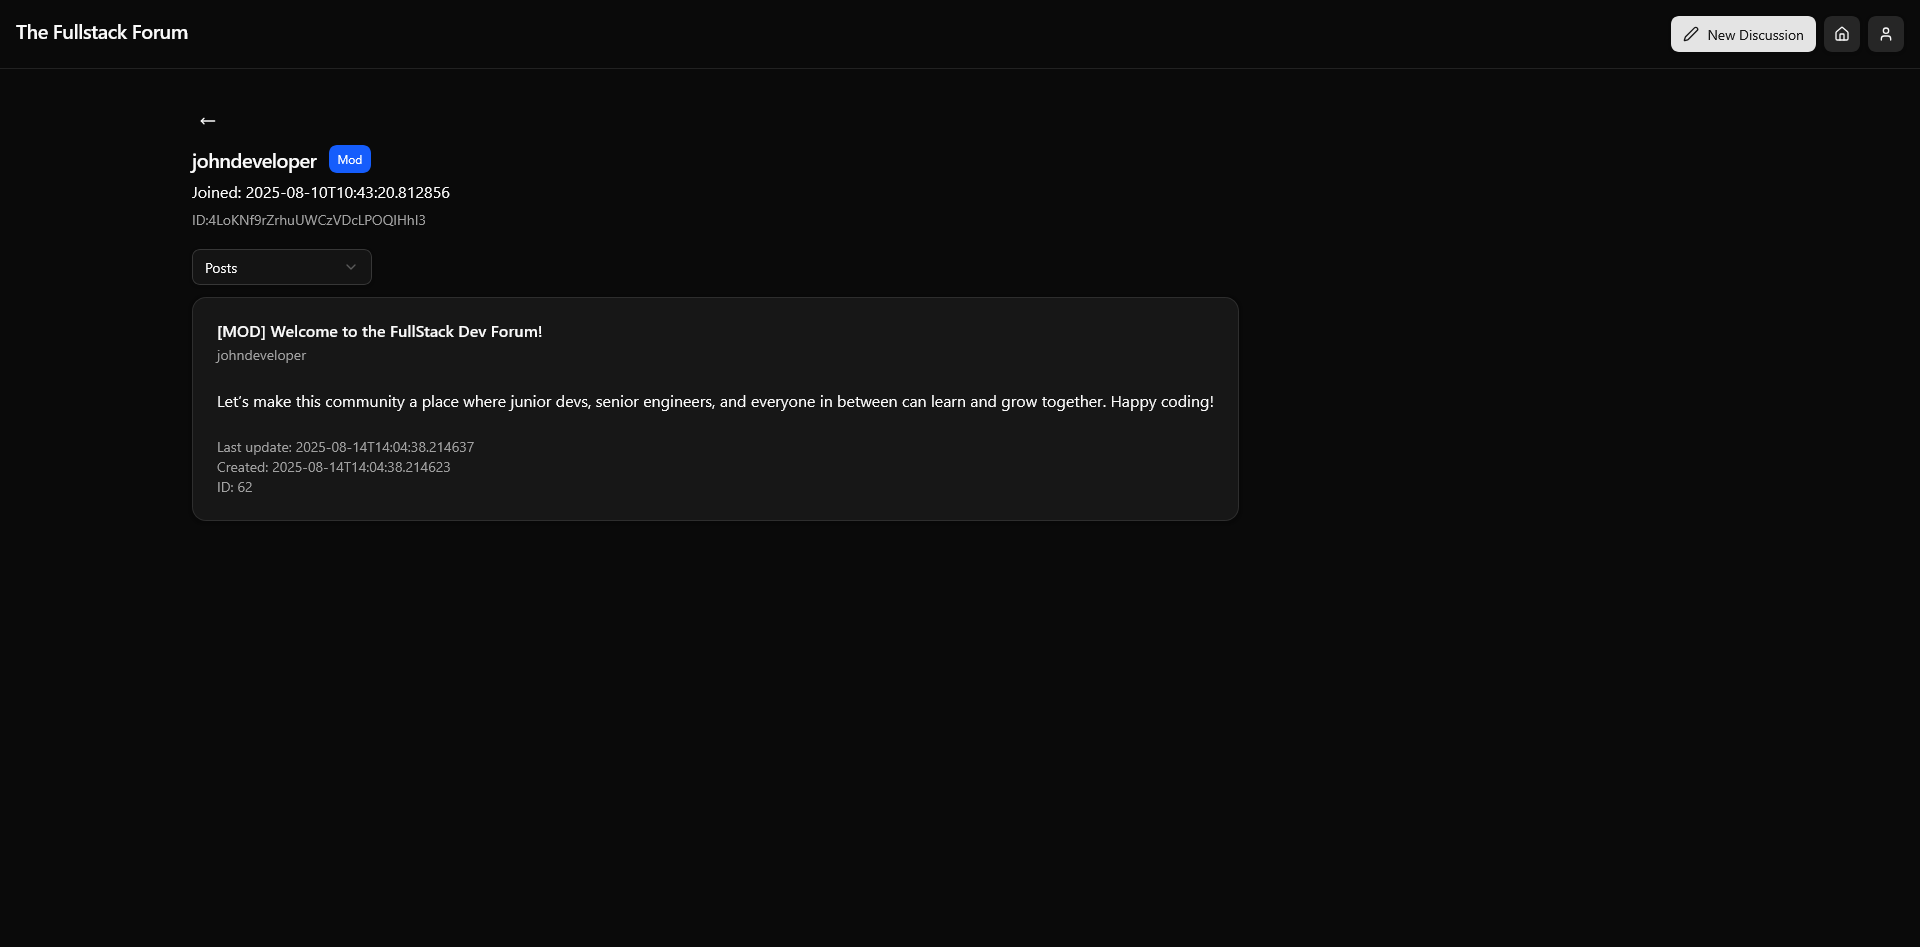 The Fullstack Forum
New Discussion
johndeveloper Mod
Joined: 2025-08-10T10:43:20.812856
ID:4LoKNf9rZrhuUWCzVDcLPOQIHhl3
Posts
[MOD] Welcome to the FullStack Dev Forum!
johndeveloper
Let’s make this community a place where junior devs, senior engineers, and everyone in between can learn and grow together. Happy coding!
Last update: 2025-08-14T14:04:38.214637
Created: 2025-08-14T14:04:38.214623
ID: 62